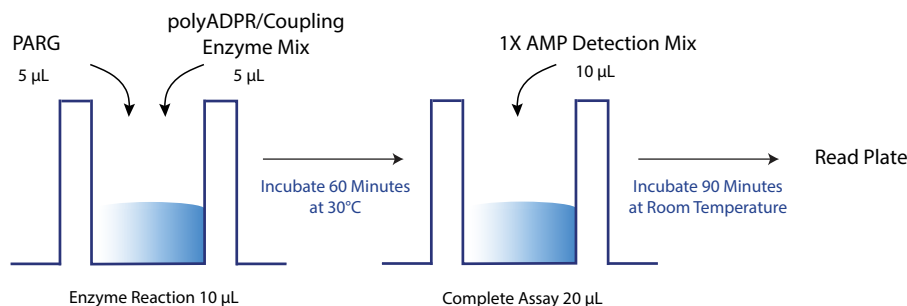 PARG
5 μL
polyADPR/Coupling
Enzyme Mix
5 μL
Incubate 60 Minutes
at 30°C
Enzyme Reaction 10 μL
1X AMP Detection Mix
10 μL
Incubate 90 Minutes
at Room Temperature
Complete Assay 20 μL
Read Plate